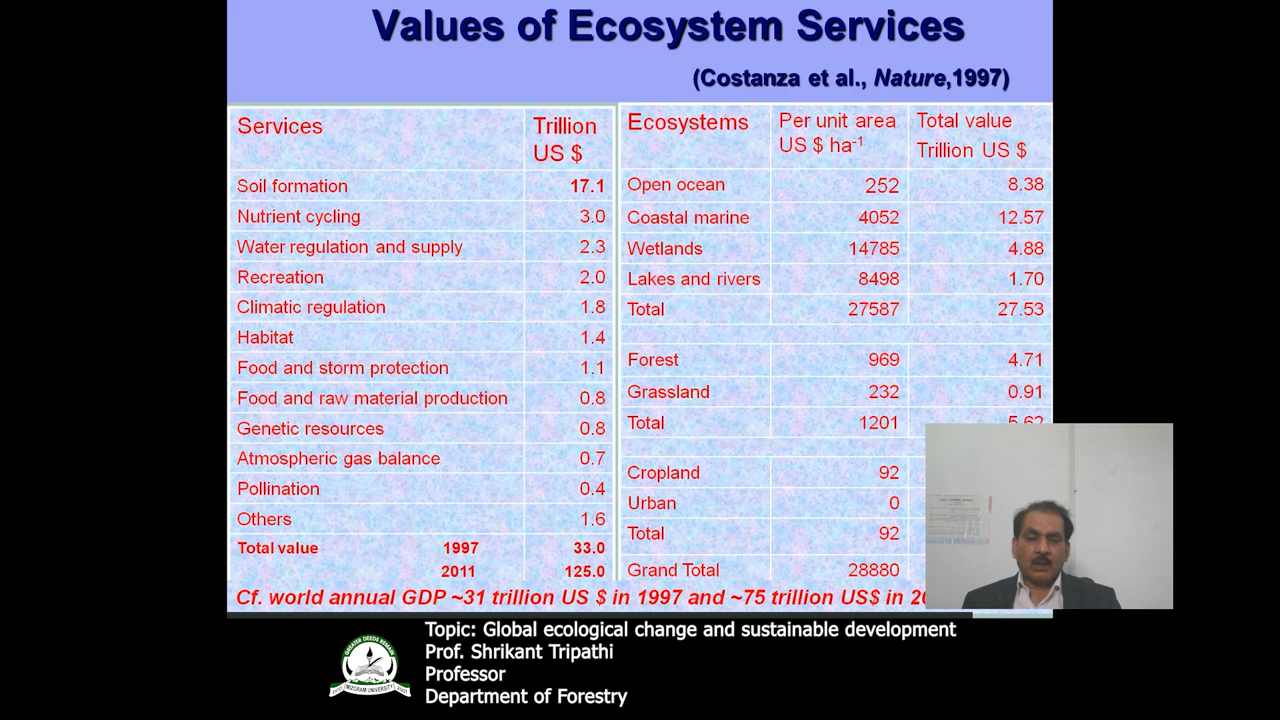 Values of Ecosystem Services
(Costanza et al., Nature,1997)
Services Trillion US $
Soil formation 17.1
Nutrient cycling 3.0
Water regulation and supply 2.3
Recreation 2.0
Climatic regulation 1.8
Habitat 1.4
Food and storm protection 1.1
Food and raw material production 0.8
Genetic resources 0.8
Atmospheric gas balance 0.7
Pollination 0.4
Others 1.6
Total value 1997 33.0
2011 125.0
Ecosystems Per unit area US $ ha-1 Total value Trillion US $
Open ocean 252 8.38
Coastal marine 4052 12.57
Wetlands 14785 4.88
Lakes and rivers 8498 1.70
Total 27587 27.53
Forest 969 4.71
Grassland 232 0.91
Total 1201 5.62
Cropland 92
Urban 0
Total 92
Grand Total 28880
Cf. world annual GDP ~31 trillion US $ in 1997 and ~75 trillion US$ in
Topic: Global ecological change and sustainable development
Prof. Shrikant Tripathi
Professor
Department of Forestry
GREATER DEEDS REMAIN
MIZORAM UNIVERSITY